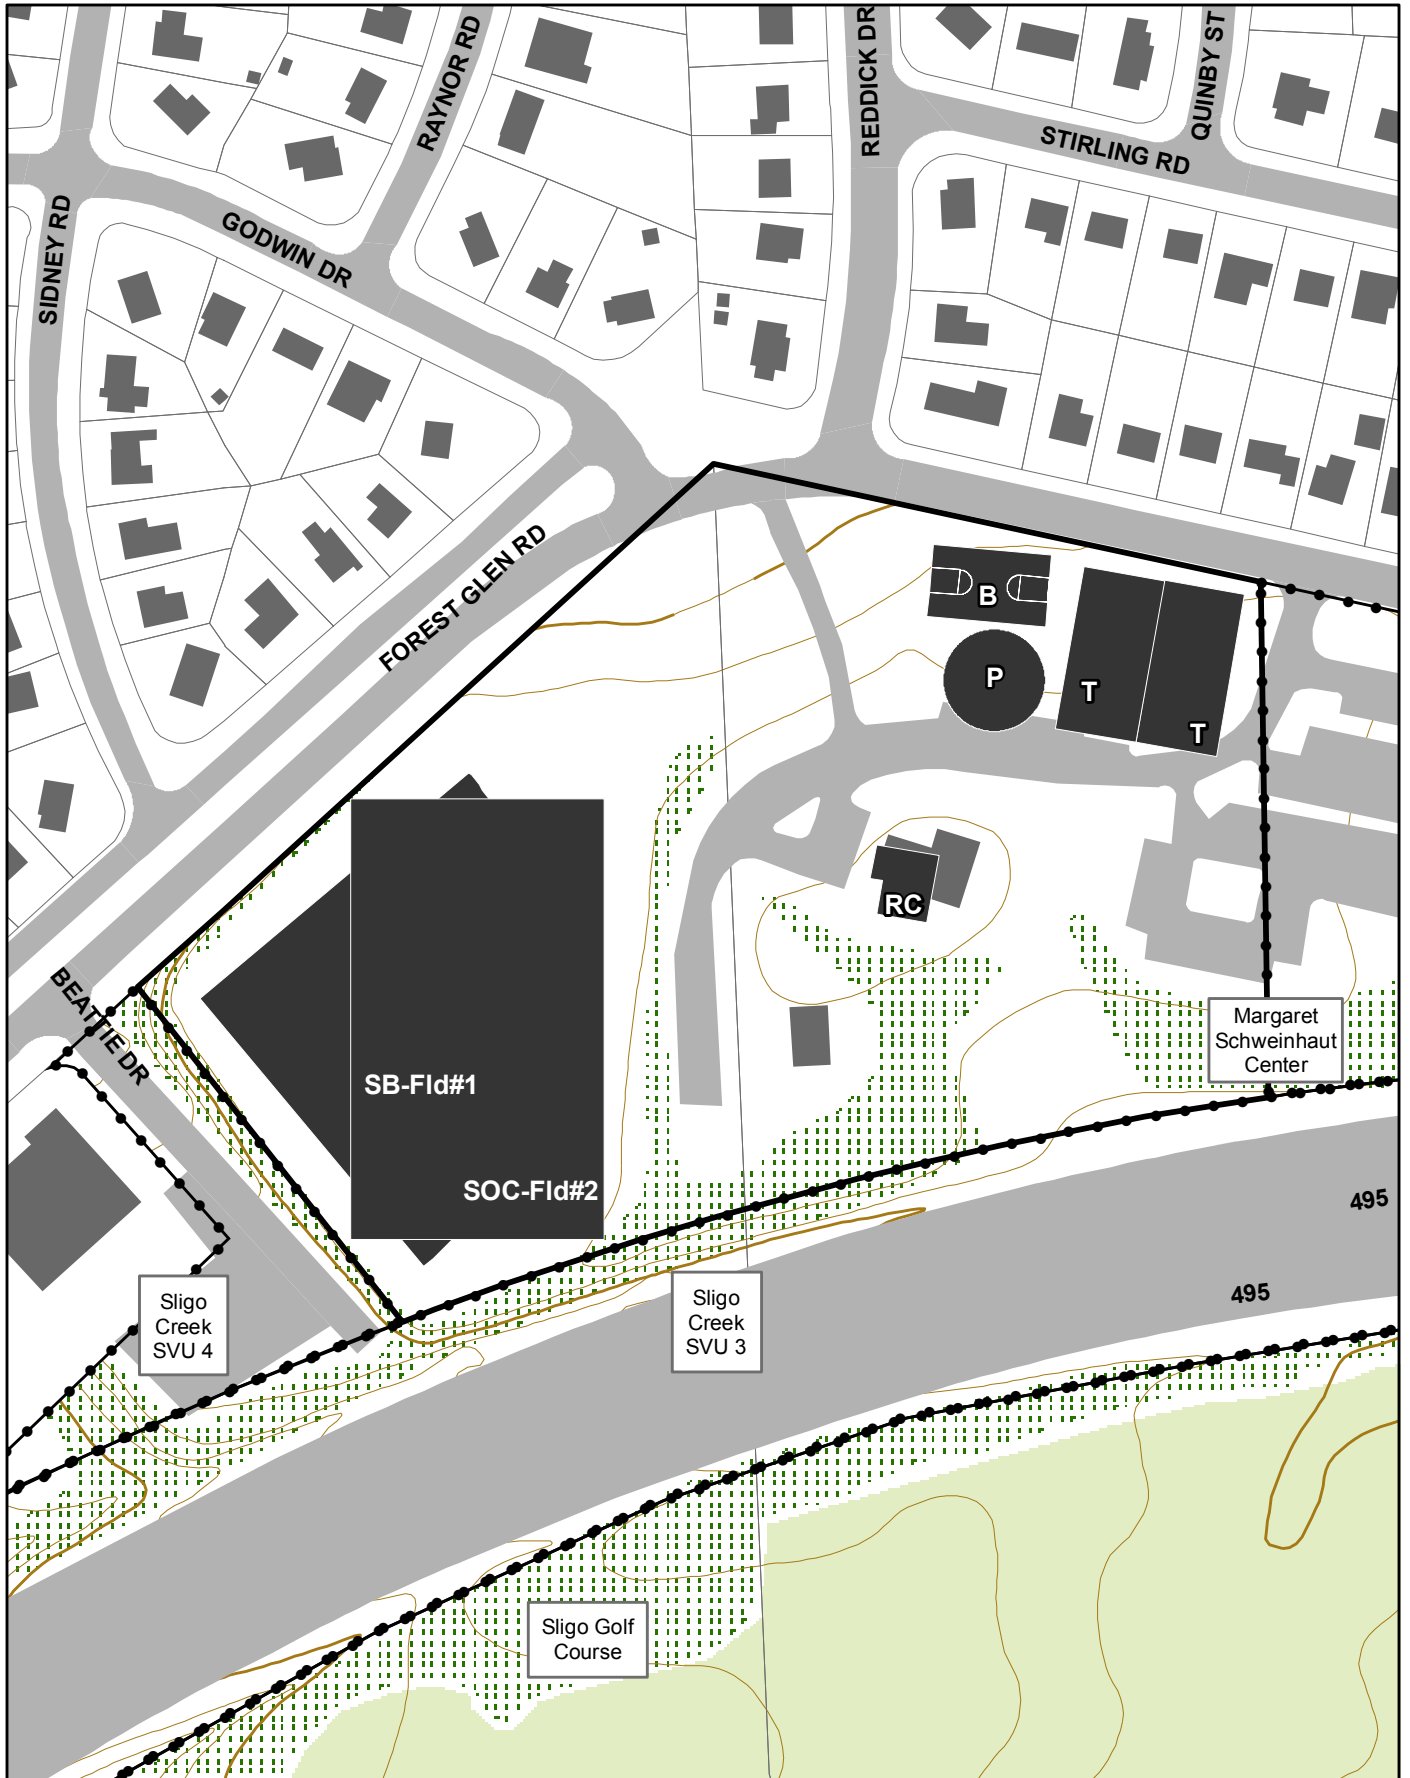 REDDICK DR
RAYNOR RD
QUINBY ST
STIRLING RD
SIDNEY RD
GODWIN DR
FOREST GLEN RD
B
P
T
T
RC
BEATTIE DR
Margaret
Schweinhaut
Center
SB-Fld#1
SOC-Fld#2
495
495
Sligo
Creek
SVU 4
Sligo
Creek
SVU 3
Sligo Golf
Course